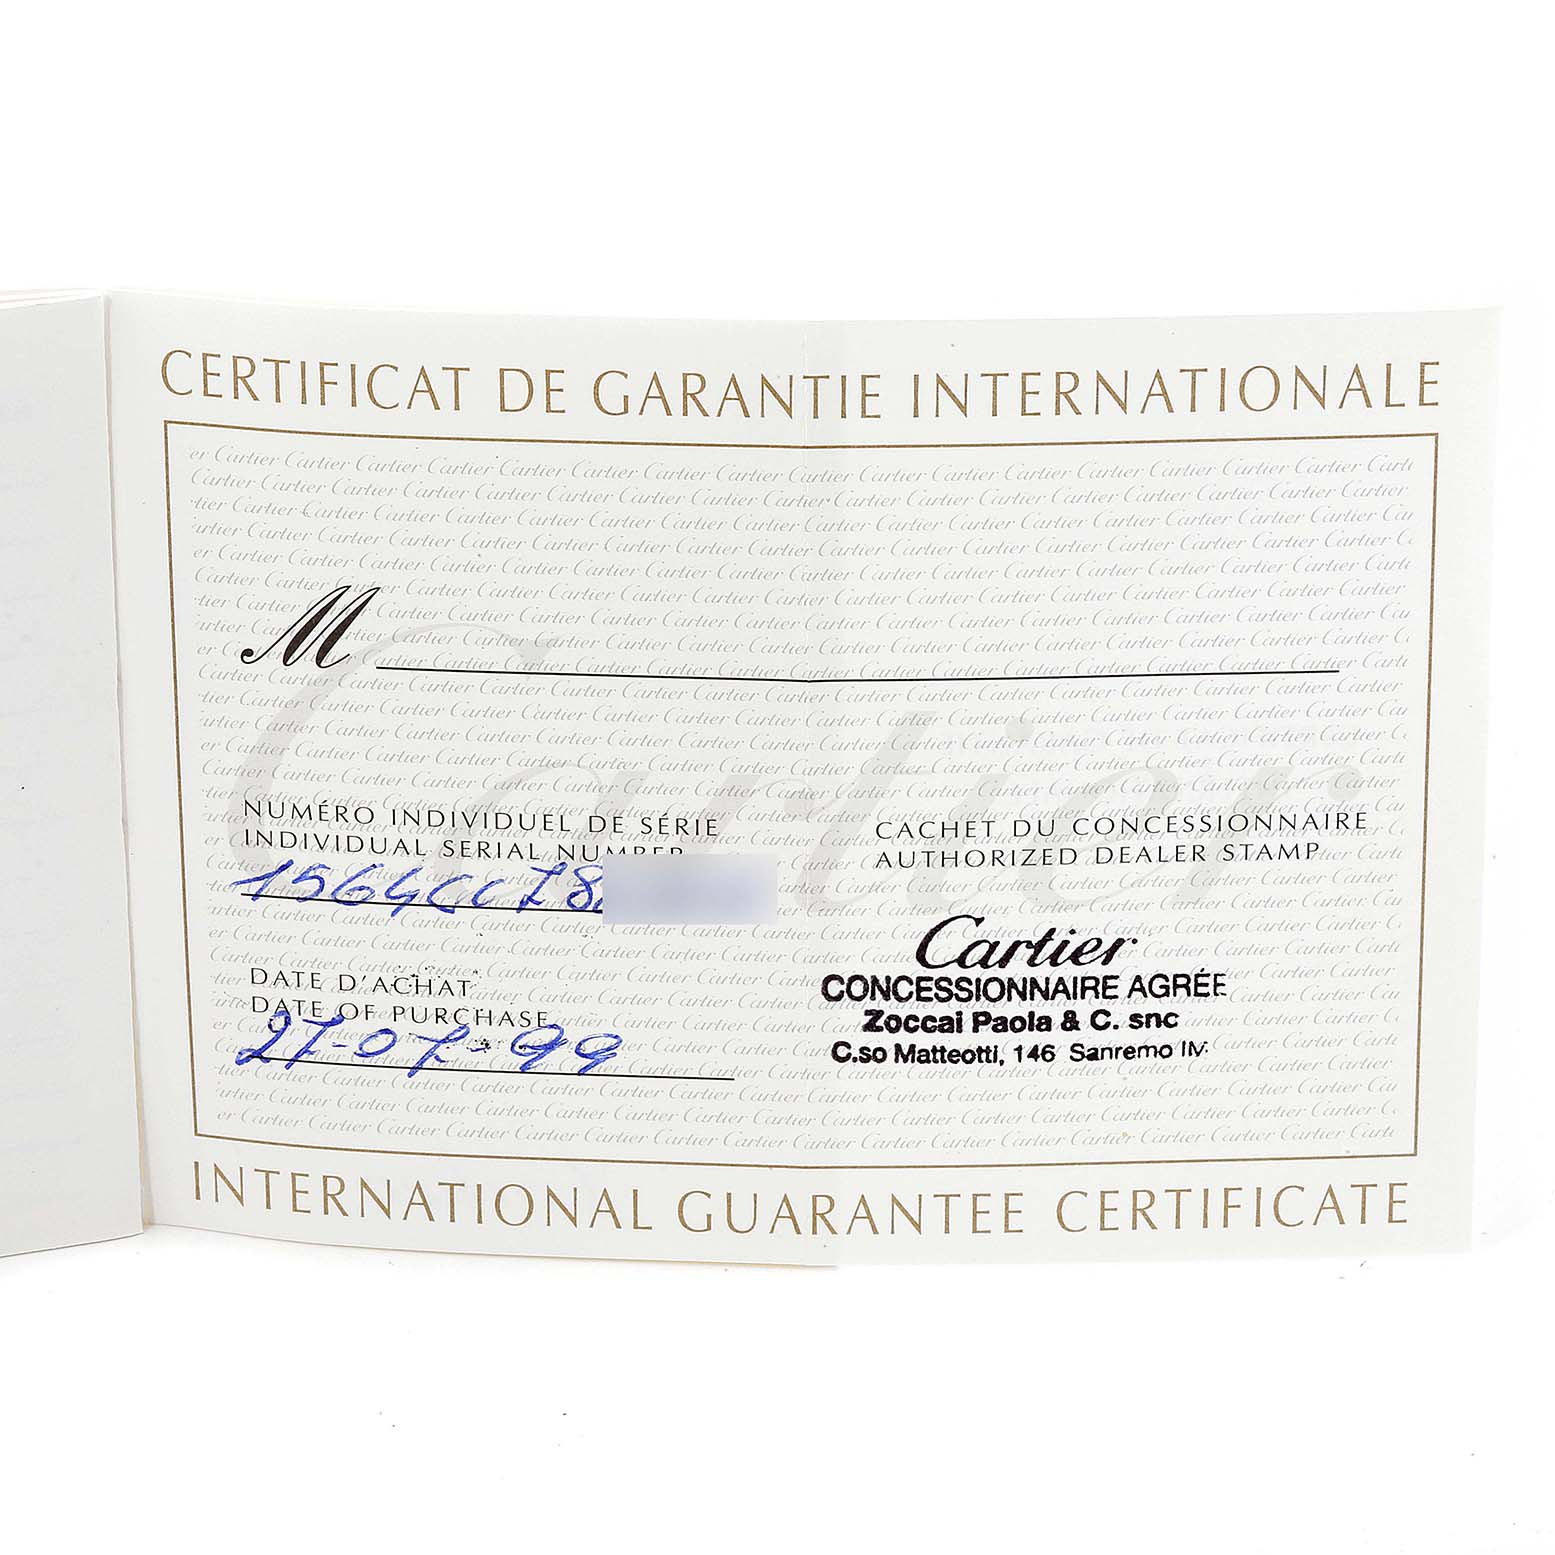 CERTIFICAT DE GARANTIE INTERNATIONALE
M
NUMÉRO INDIVIDUEL DE SÉRIE
INDIVIDUAL SERIAL NUMBER
1564CC78
DATE D'ACHAT
DATE OF PURCHASE
27-07-99
CACHET DU CONCESSIONNAIRE
AUTHORIZED DEALER STAMP
Cartier
CONCESSIONNAIRE AGRÉE
Zoccai Paola & C. snc
C.so Matteotti, 146 Sanremo IM
INTERNATIONAL GUARANTEE CERTIFICATE